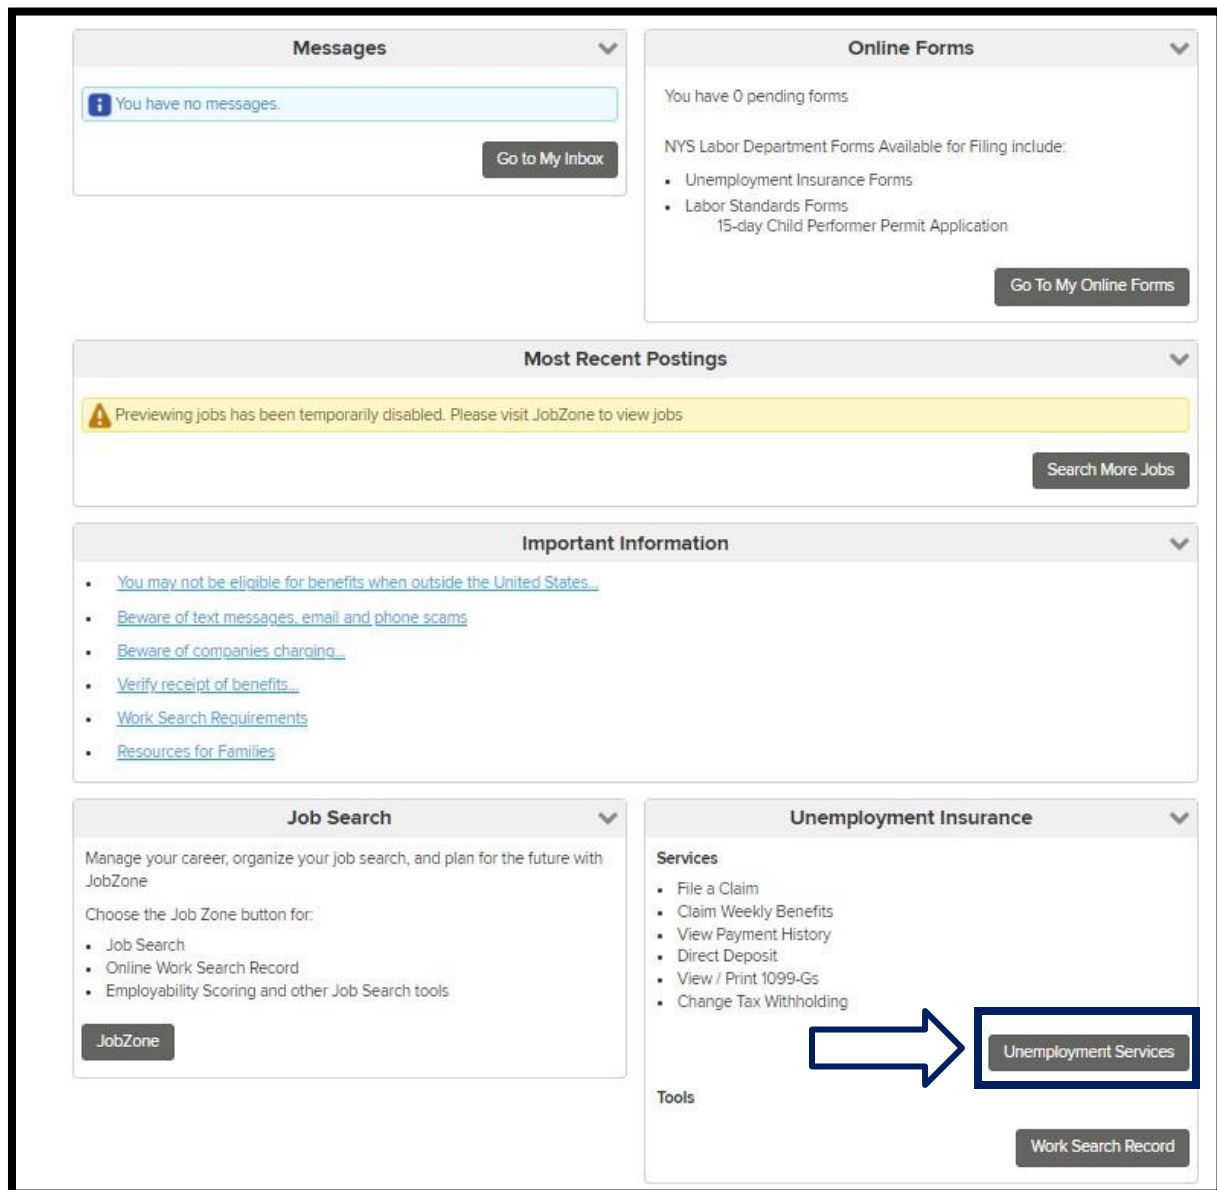 Messages
You have no messages.
Go to My Inbox
Online Forms
You have 0 pending forms
NYS Labor Department Forms Available for Filing include:
• Unemployment Insurance Forms
• Labor Standards Forms
15-day Child Performer Permit Application
Go To My Online Forms
Most Recent Postings
Previewing jobs has been temporarily disabled. Please visit JobZone to view jobs
Search More Jobs
Important Information
• You may not be eligible for benefits when outside the United States...
• Beware of text messages, email and phone scams
• Beware of companies charging...
• Verify receipt of benefits...
• Work Search Requirements
• Resources for Families
Job Search
Manage your career, organize your job search, and plan for the future with
JobZone
Choose the Job Zone button for:
• Job Search
• Online Work Search Record
• Employability Scoring and other Job Search tools
JobZone
Unemployment Insurance
Services
• File a Claim
• Claim Weekly Benefits
• View Payment History
• Direct Deposit
• View / Print 1099-Gs
• Change Tax Withholding
Unemployment Services
Tools
Work Search Record